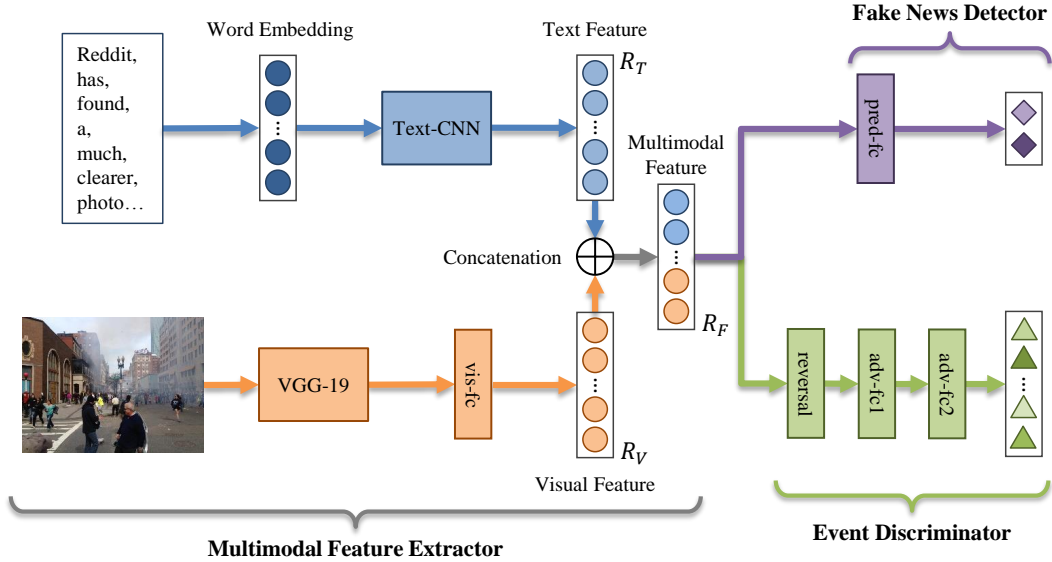 Fake News Detector
Word Embedding
Text Feature
Reddit,
has,
found,
a,
much,
clearer,
photo…
R_T
Text-CNN
pred-fc
Multimodal
Feature
Concatenation
R_F
VGG-19
vis-fc
reversal
adv-fc1
adv-fc2
R_V
Visual Feature
Event Discriminator
Multimodal Feature Extractor